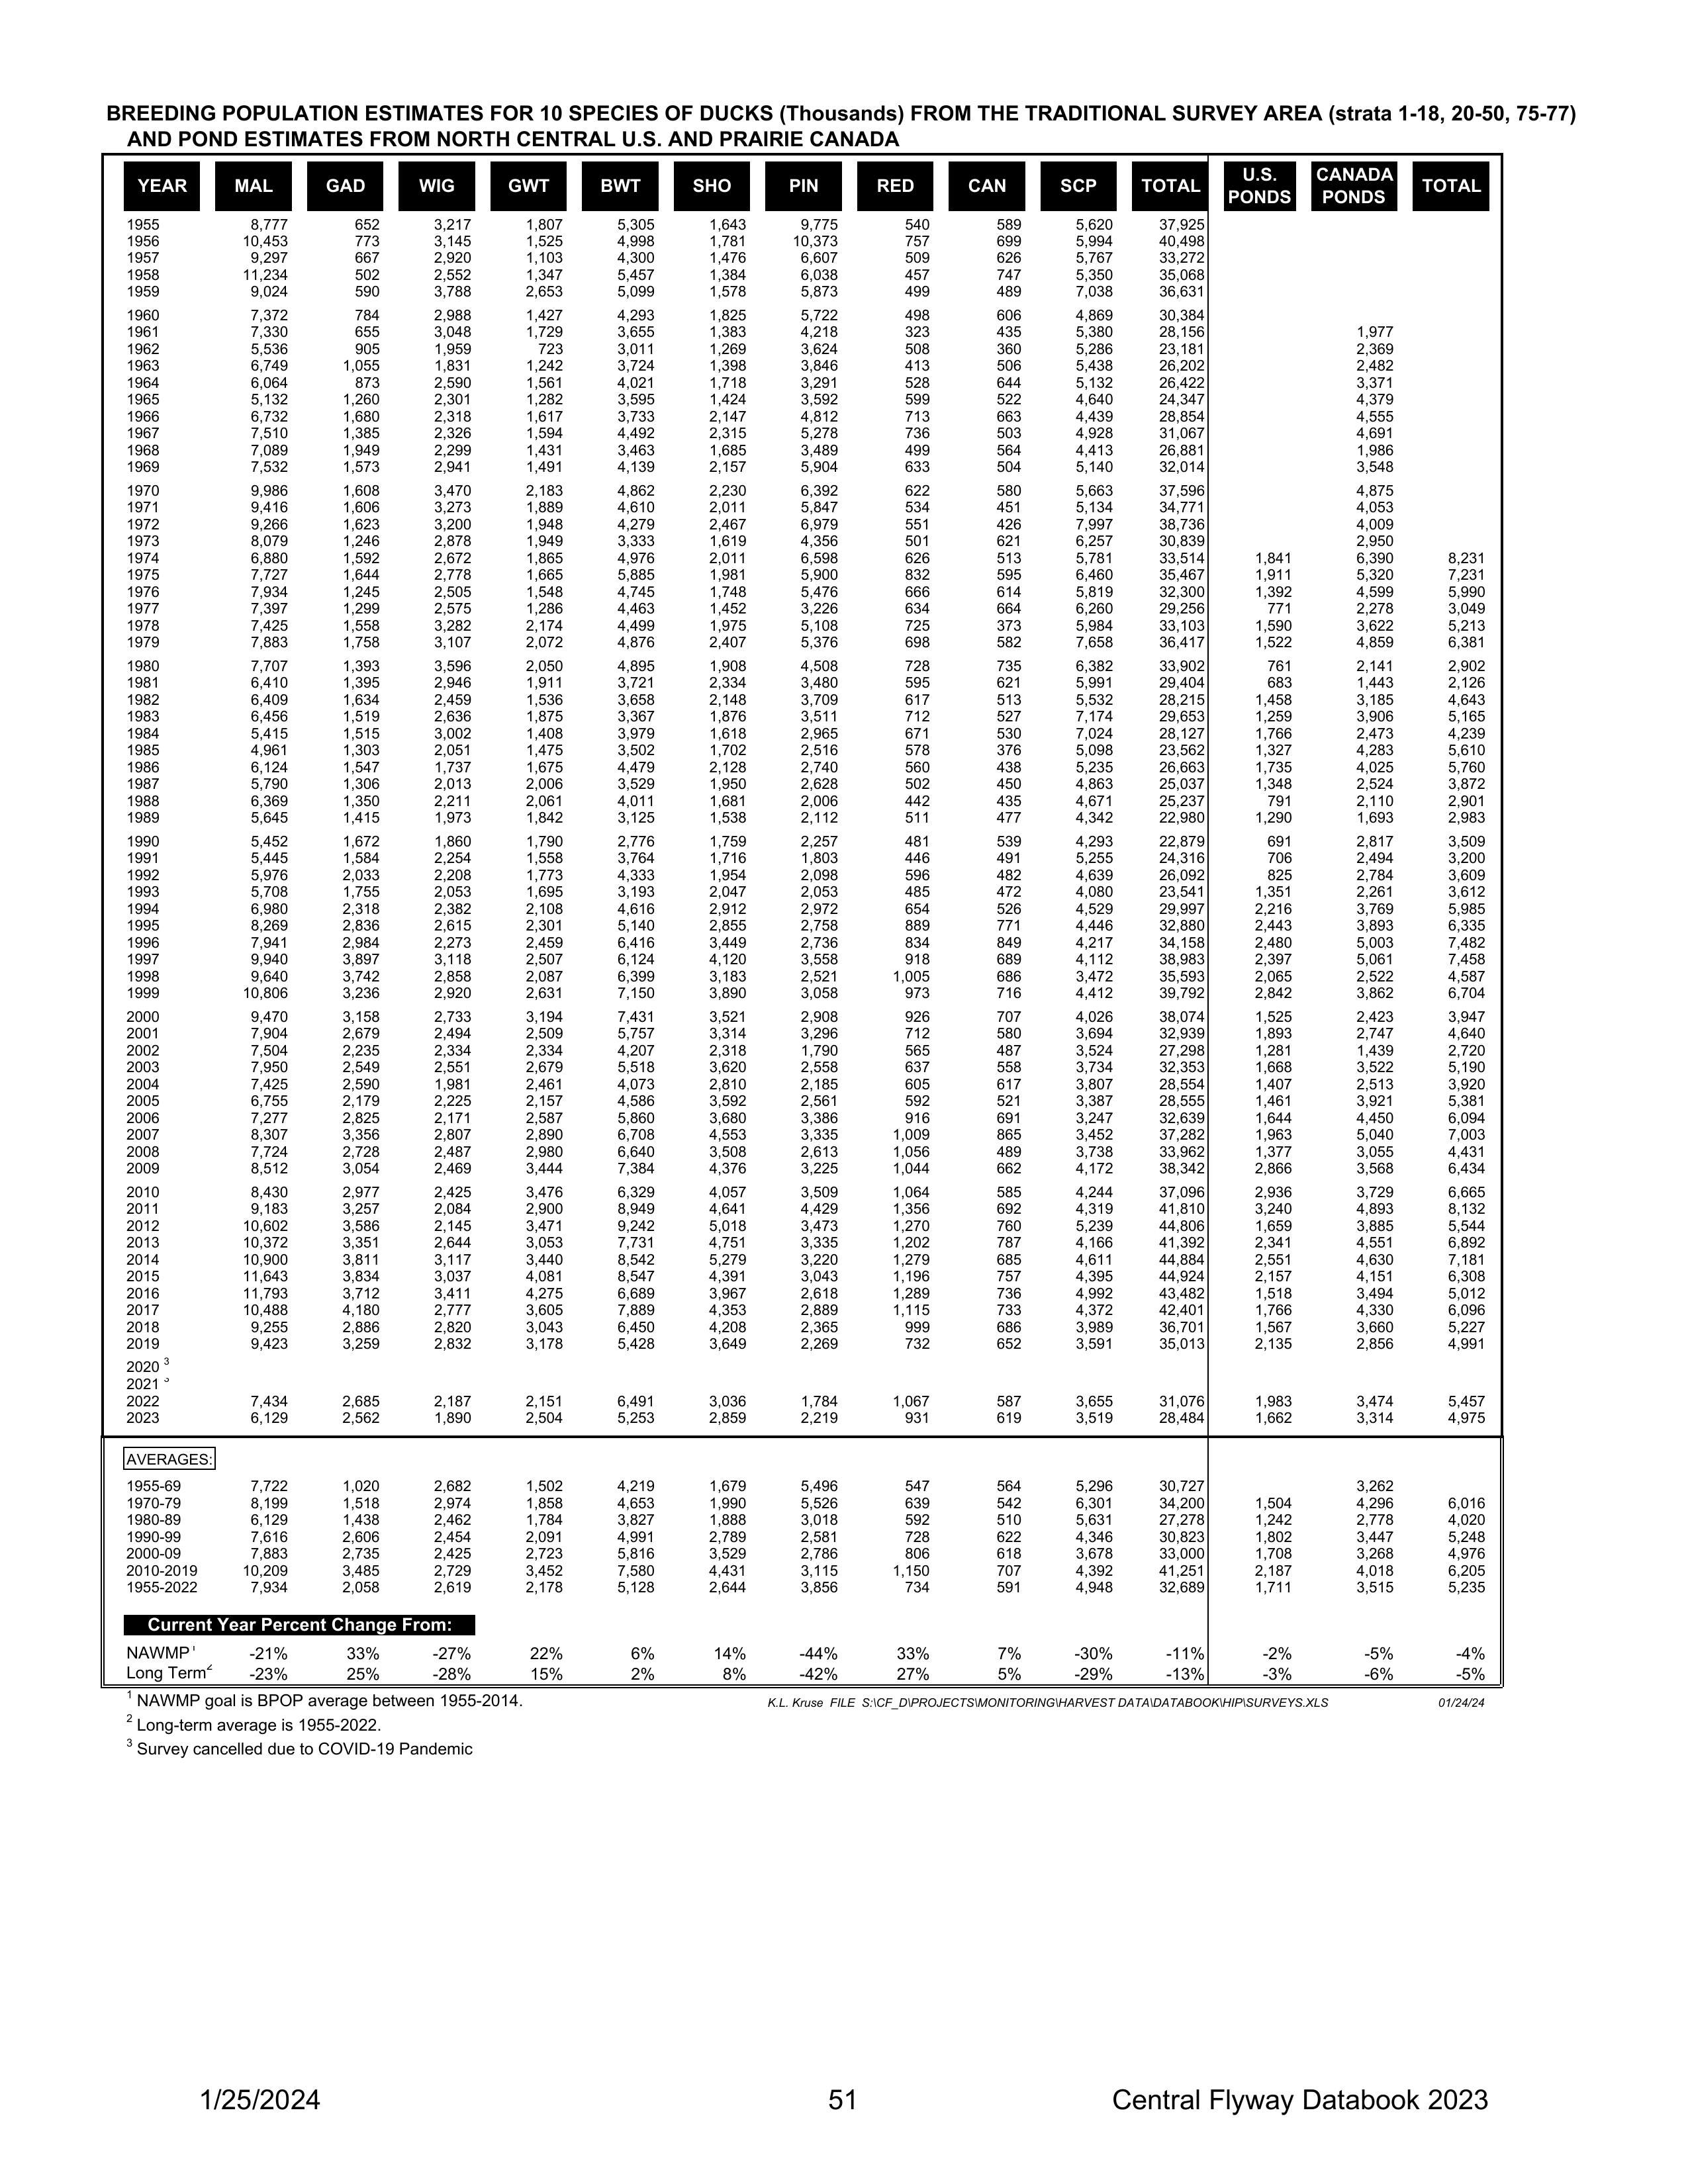 BREEDING POPULATION ESTIMATES FOR 10 SPECIES OF DUCKS (Thousands) FROM THE TRADITIONAL SURVEY AREA (strata 1-18, 20-50, 75-77)
AND POND ESTIMATES FROM NORTH CENTRAL U.S. AND PRAIRIE CANADA
YEAR MAL GAD WIG GWT BWT SHO PIN RED CAN SCP TOTAL U.S. PONDS CANADA PONDS TOTAL
1955 8,777 652 3,217 1,807 5,305 1,643 9,775 540 589 5,620 37,925
1956 10,453 773 3,145 1,525 4,998 1,781 10,373 757 699 5,994 40,498
1957 9,297 667 2,920 1,103 4,300 1,476 6,607 509 626 5,767 33,272
1958 11,234 502 2,552 1,347 5,457 1,384 6,038 457 747 5,350 35,068
1959 9,024 590 3,788 2,653 5,099 1,578 5,873 499 489 7,038 36,631
1960 7,372 784 2,988 1,427 4,293 1,825 5,722 498 606 4,869 30,384
1961 7,330 655 3,048 1,729 3,655 1,383 4,218 323 435 5,380 28,156 1,977
1962 5,536 905 1,959 723 3,011 1,269 3,624 508 360 5,286 23,181 2,369
1963 6,749 1,055 1,831 1,242 3,724 1,398 3,846 413 506 5,438 26,202 2,482
1964 6,064 873 2,590 1,561 4,021 1,718 3,291 528 644 5,132 26,422 3,371
1965 5,132 1,260 2,301 1,282 3,595 1,424 3,592 599 522 4,640 24,347 4,379
1966 6,732 1,680 2,318 1,617 3,733 2,147 4,812 713 663 4,439 28,854 4,555
1967 7,510 1,385 2,326 1,594 4,492 2,315 5,278 736 503 4,928 31,067 4,691
1968 7,089 1,949 2,299 1,431 3,463 1,685 3,489 499 564 4,413 26,881 1,986
1969 7,532 1,573 2,941 1,491 4,139 2,157 5,904 633 504 5,140 32,014 3,548
1970 9,986 1,608 3,470 2,183 4,862 2,230 6,392 622 580 5,663 37,596 4,875
1971 9,416 1,606 3,273 1,889 4,610 2,011 5,847 534 451 5,134 34,771 4,053
1972 9,266 1,623 3,200 1,948 4,279 2,467 6,979 551 426 7,997 38,736 4,009
1973 8,079 1,246 2,878 1,949 3,333 1,619 4,356 501 621 6,257 30,839 2,950
1974 6,880 1,592 2,672 1,865 4,976 2,011 6,598 626 513 5,781 33,514 1,841 6,390 8,231
1975 7,727 1,644 2,778 1,665 5,885 1,981 5,900 832 595 6,460 35,467 1,911 5,320 7,231
1976 7,934 1,245 2,505 1,548 4,745 1,748 5,476 666 614 5,819 32,300 1,392 4,599 5,990
1977 7,397 1,299 2,575 1,286 4,463 1,452 3,226 634 664 6,260 29,256 771 2,278 3,049
1978 7,425 1,558 3,282 2,174 4,499 1,975 5,108 725 373 5,984 33,103 1,590 3,622 5,213
1979 7,883 1,758 3,107 2,072 4,876 2,407 5,376 698 582 7,658 36,417 1,522 4,859 6,381
1980 7,707 1,393 3,596 2,050 4,895 1,908 4,508 728 735 6,382 33,902 761 2,141 2,902
1981 6,410 1,395 2,946 1,911 3,721 2,334 3,480 595 621 5,991 29,404 683 1,443 2,126
1982 6,409 1,634 2,459 1,536 3,658 2,148 3,709 617 513 5,532 28,215 1,458 3,185 4,643
1983 6,456 1,519 2,636 1,875 3,367 1,876 3,511 712 527 7,174 29,653 1,259 3,906 5,165
1984 5,415 1,515 3,002 1,408 3,979 1,618 2,965 671 530 7,024 28,127 1,766 2,473 4,239
1985 4,961 1,303 2,051 1,475 3,502 1,702 2,516 578 376 5,098 23,562 1,327 4,283 5,610
1986 6,124 1,547 1,737 1,675 4,479 2,128 2,740 560 438 5,235 26,663 1,735 4,025 5,760
1987 5,790 1,306 2,013 2,006 3,529 1,950 2,628 502 450 4,863 25,037 1,348 2,524 3,872
1988 6,369 1,350 2,211 2,061 4,011 1,681 2,006 442 435 4,671 25,237 791 2,110 2,901
1989 5,645 1,415 1,973 1,842 3,125 1,538 2,112 511 477 4,342 22,980 1,290 1,693 2,983
1990 5,452 1,672 1,860 1,790 2,776 1,759 2,257 481 539 4,293 22,879 691 2,817 3,509
1991 5,445 1,584 2,254 1,558 3,764 1,716 1,803 446 491 5,255 24,316 706 2,494 3,200
1992 5,976 2,033 2,208 1,773 4,333 1,954 2,098 596 482 4,639 26,092 825 2,784 3,609
1993 5,708 1,755 2,053 1,695 3,193 2,047 2,053 485 472 4,080 23,541 1,351 2,261 3,612
1994 6,980 2,318 2,382 2,108 4,616 2,912 2,972 654 526 4,529 29,997 2,216 3,769 5,985
1995 8,269 2,836 2,615 2,301 5,140 2,855 2,758 889 771 4,446 32,880 2,443 3,893 6,335
1996 7,941 2,984 2,273 2,459 6,416 3,449 2,736 834 849 4,217 34,158 2,480 5,003 7,482
1997 9,940 3,897 3,118 2,507 6,124 4,120 3,558 918 689 4,112 38,983 2,397 5,061 7,458
1998 9,640 3,742 2,858 2,087 6,399 3,183 2,521 1,005 686 3,472 35,593 2,065 2,522 4,587
1999 10,806 3,236 2,920 2,631 7,150 3,890 3,058 973 716 4,412 39,792 2,842 3,862 6,704
2000 9,470 3,158 2,733 3,194 7,431 3,521 2,908 926 707 4,026 38,074 1,525 2,423 3,947
2001 7,904 2,679 2,494 2,509 5,757 3,314 3,296 712 580 3,694 32,939 1,893 2,747 4,640
2002 7,504 2,235 2,334 2,334 4,207 2,318 1,790 565 487 3,524 27,298 1,281 1,439 2,720
2003 7,950 2,549 2,551 2,679 5,518 3,620 2,558 637 558 3,734 32,353 1,668 3,522 5,190
2004 7,425 2,590 1,981 2,461 4,073 2,810 2,185 605 617 3,807 28,554 1,407 2,513 3,920
2005 6,755 2,179 2,225 2,157 4,586 3,592 2,561 592 521 3,387 28,555 1,461 3,921 5,381
2006 7,277 2,825 2,171 2,587 5,860 3,680 3,386 916 691 3,247 32,639 1,644 4,450 6,094
2007 8,307 3,356 2,807 2,890 6,708 4,553 3,335 1,009 865 3,452 37,282 1,963 5,040 7,003
2008 7,724 2,728 2,487 2,980 6,640 3,508 2,613 1,056 489 3,738 33,962 1,377 3,055 4,431
2009 8,512 3,054 2,469 3,444 7,384 4,376 3,225 1,044 662 4,172 38,342 2,866 3,568 6,434
2010 8,430 2,977 2,425 3,476 6,329 4,057 3,509 1,064 585 4,244 37,096 2,936 3,729 6,665
2011 9,183 3,257 2,084 2,900 8,949 4,641 4,429 1,356 692 4,319 41,810 3,240 4,893 8,132
2012 10,602 3,586 2,145 3,471 9,242 5,018 3,473 1,270 760 5,239 44,806 1,659 3,885 5,544
2013 10,372 3,351 2,644 3,053 7,731 4,751 3,335 1,202 787 4,166 41,392 2,341 4,551 6,892
2014 10,900 3,811 3,117 3,440 8,542 5,279 3,220 1,279 685 4,611 44,884 2,551 4,630 7,181
2015 11,643 3,834 3,037 4,081 8,547 4,391 3,043 1,196 757 4,395 44,924 2,157 4,151 6,308
2016 11,793 3,712 3,411 4,275 6,689 3,967 2,618 1,289 736 4,992 43,482 1,518 3,494 5,012
2017 10,488 4,180 2,777 3,605 7,889 4,353 2,889 1,115 733 4,372 42,401 1,766 4,330 6,096
2018 9,255 2,886 2,820 3,043 6,450 4,208 2,365 999 686 3,989 36,701 1,567 3,660 5,227
2019 9,423 3,259 2,832 3,178 5,428 3,649 2,269 732 652 3,591 35,013 2,135 2,856 4,991
2020 3
2021 3
2022 7,434 2,685 2,187 2,151 6,491 3,036 1,784 1,067 587 3,655 31,076 1,983 3,474 5,457
2023 6,129 2,562 1,890 2,504 5,253 2,859 2,219 931 619 3,519 28,484 1,662 3,314 4,975
AVERAGES:
1955-69 7,722 1,020 2,682 1,502 4,219 1,679 5,496 547 564 5,296 30,727 3,262
1970-79 8,199 1,518 2,974 1,858 4,653 1,990 5,526 639 542 6,301 34,200 1,504 4,296 6,016
1980-89 6,129 1,438 2,462 1,784 3,827 1,888 3,018 592 510 5,631 27,278 1,242 2,778 4,020
1990-99 7,616 2,606 2,454 2,091 4,991 2,789 2,581 728 622 4,346 30,823 1,802 3,447 5,248
2000-09 7,883 2,735 2,425 2,723 5,816 3,529 2,786 806 618 3,678 33,000 1,708 3,268 4,976
2010-2019 10,209 3,485 2,729 3,452 7,580 4,431 3,115 1,150 707 4,392 41,251 2,187 4,018 6,205
1955-2022 7,934 2,058 2,619 2,178 5,128 2,644 3,856 734 591 4,948 32,689 1,711 3,515 5,235
Current Year Percent Change From:
NAWMP1 -21% 33% -27% 22% 6% 14% -44% 33% 7% -30% -11% -2% -5% -4%
Long Term2 -23% 25% -28% 15% 2% 8% -42% 27% 5% -29% -13% -3% -6% -5%
1 NAWMP goal is BPOP average between 1955-2014.
K.L. Kruse FILE S:\CF_D\PROJECTS\MONITORING\HARVEST DATA\DATABOOK\HIP\SURVEYS.XLS 01/24/24
2 Long-term average is 1955-2022.
3 Survey cancelled due to COVID-19 Pandemic
1/25/2024 51 Central Flyway Databook 2023